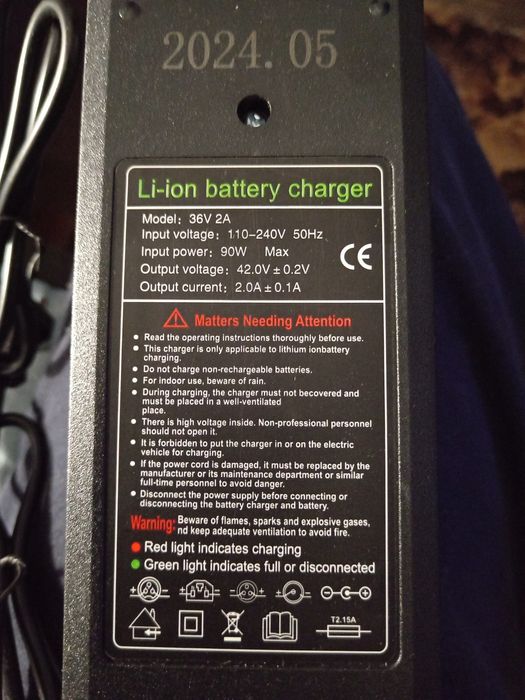 2024.05
Li-ion battery charger
Model: 36V 2A
Input voltage: 110-240V 50Hz
Input power: 90W Max
Output voltage: 42.0V ± 0.2V
Output current: 2.0A ± 0.1A
CE
Matters Needing Attention
Read the operating instructions thoroughly before use.
This charger is only applicable to lithium ionbattery
charging.
Do not charge non-rechargeable batteries.
For indoor use, beware of rain.
During charging, the charger must not becovered and
must be placed in a well-ventilated
place.
There is high voltage inside. Non-professional personnel
should not open it.
It is forbidden to put the charger in or on the electric
vehicle for charging.
If the power cord is damaged, it must be replaced by the
manufacturer or its maintenance department or similar
full-time personnel to avoid danger.
Disconnect the power supply before connecting or
disconnecting the battery charger and battery.
Warning: Beware of flames, sparks and explosive gases,
nd keep adequate ventilation to avoid fire.
Red light indicates charging
Green light indicates full or disconnected
T2.15A